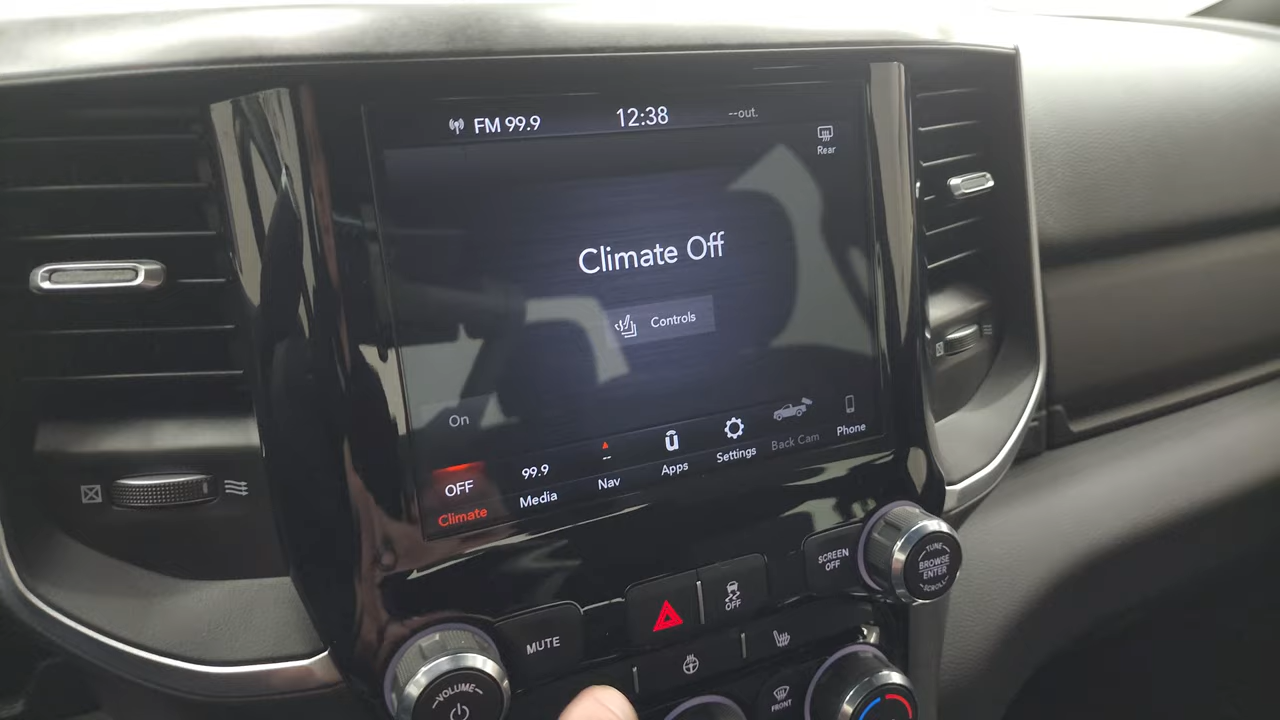 FM 99.9
12:38
--out.
Rear
Climate Off
Controls
On
OFF
Climate
99.9
Media
--
Nav
Apps
Settings
Back Cam
Phone
SCREEN
OFF
TUNE
BROWSE
ENTER
SCROLL
OFF
MUTE
VOLUME
FRONT